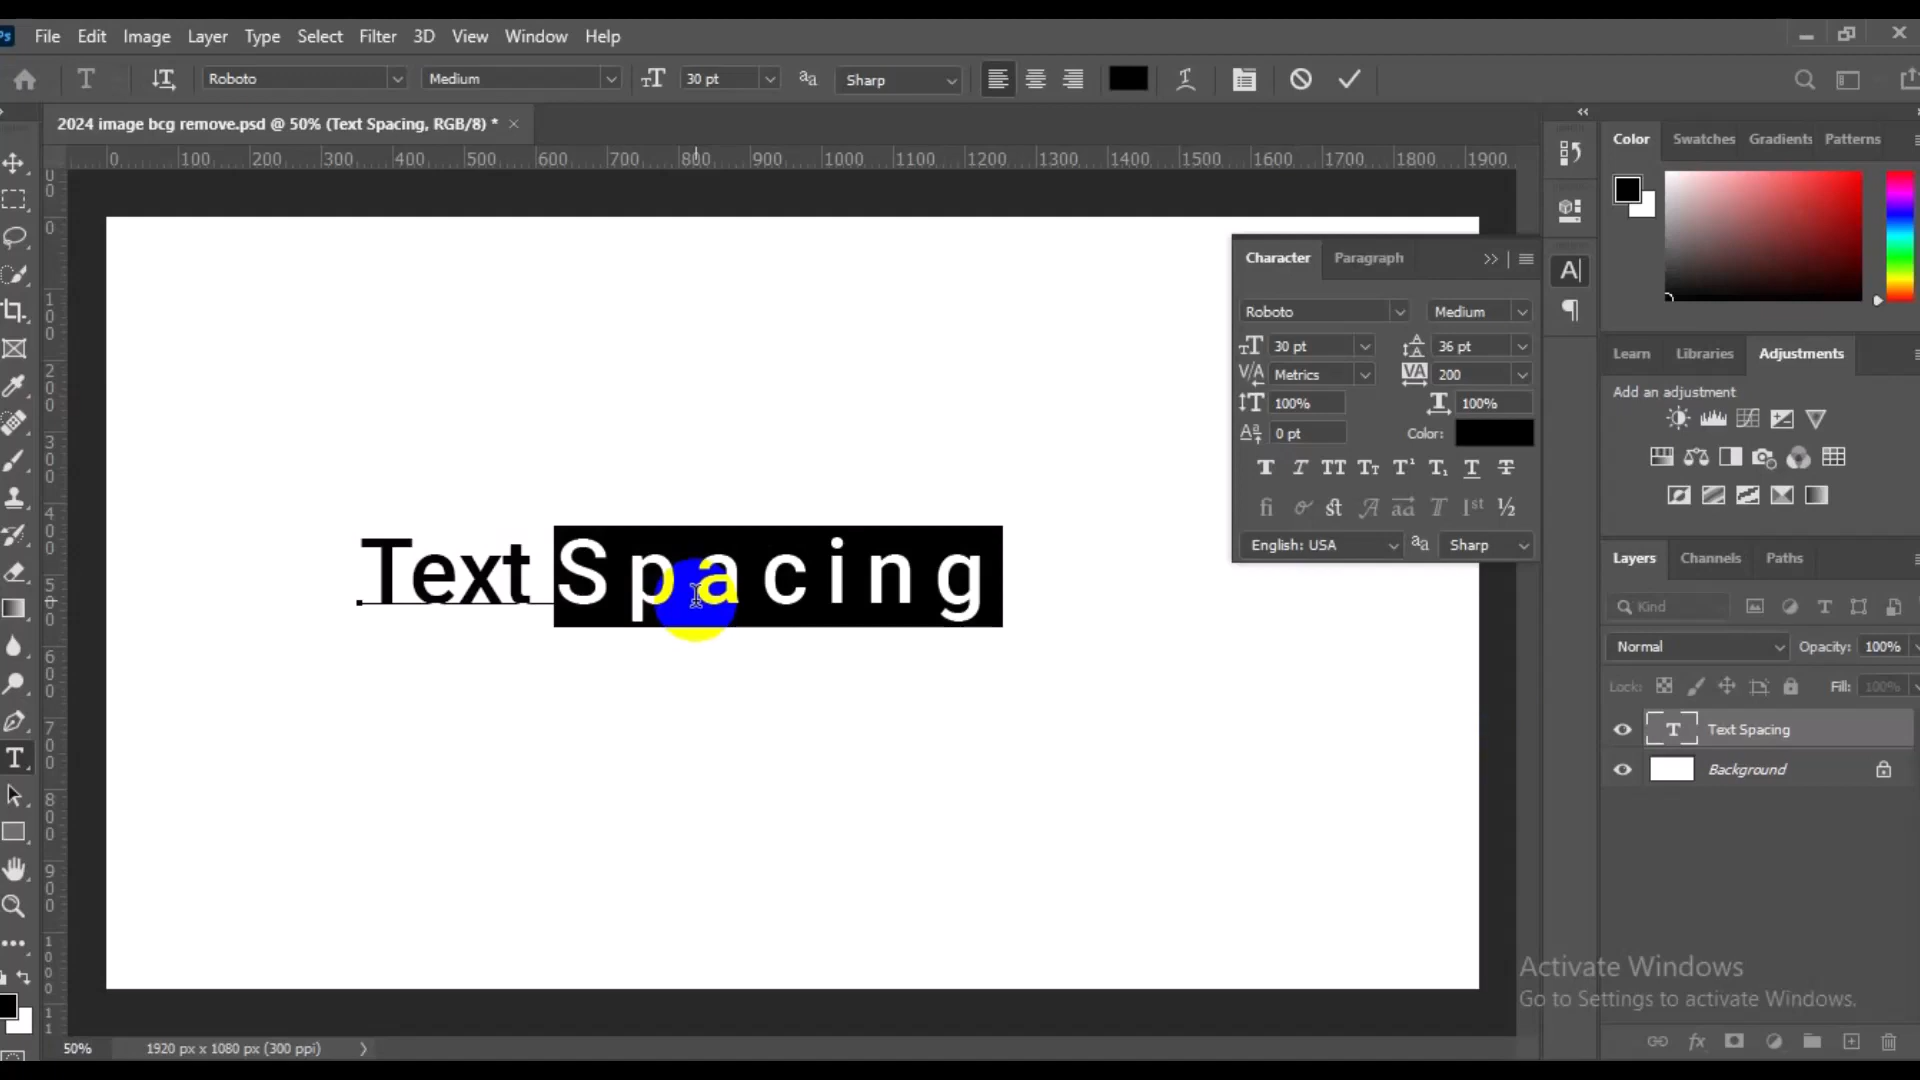 Ps File Edit Image Layer Type Select Filter 3D View Window Help
T Roboto Medium 30 pt Sharp
2024 image bcg remove.psd @ 50% (Text Spacing, RGB/8) *
0 100 200 300 400 500 600 700 800 900 1000 1100 1200 1300 1400 1500 1600 1700 1800 1900
Color Swatches Gradients Patterns
Character Paragraph
Roboto Medium
30 pt 36 pt
Metrics 200
100% 100%
0 pt Color:
English: USA Sharp
Learn Libraries Adjustments
Add an adjustment
Layers Channels Paths
Kind
Normal Opacity: 100%
Lock: Fill: 100%
Text Spacing
Background
Text Spacing
Activate Windows
Go to Settings to activate Windows.
50% 1920 px x 1080 px (300 ppi)